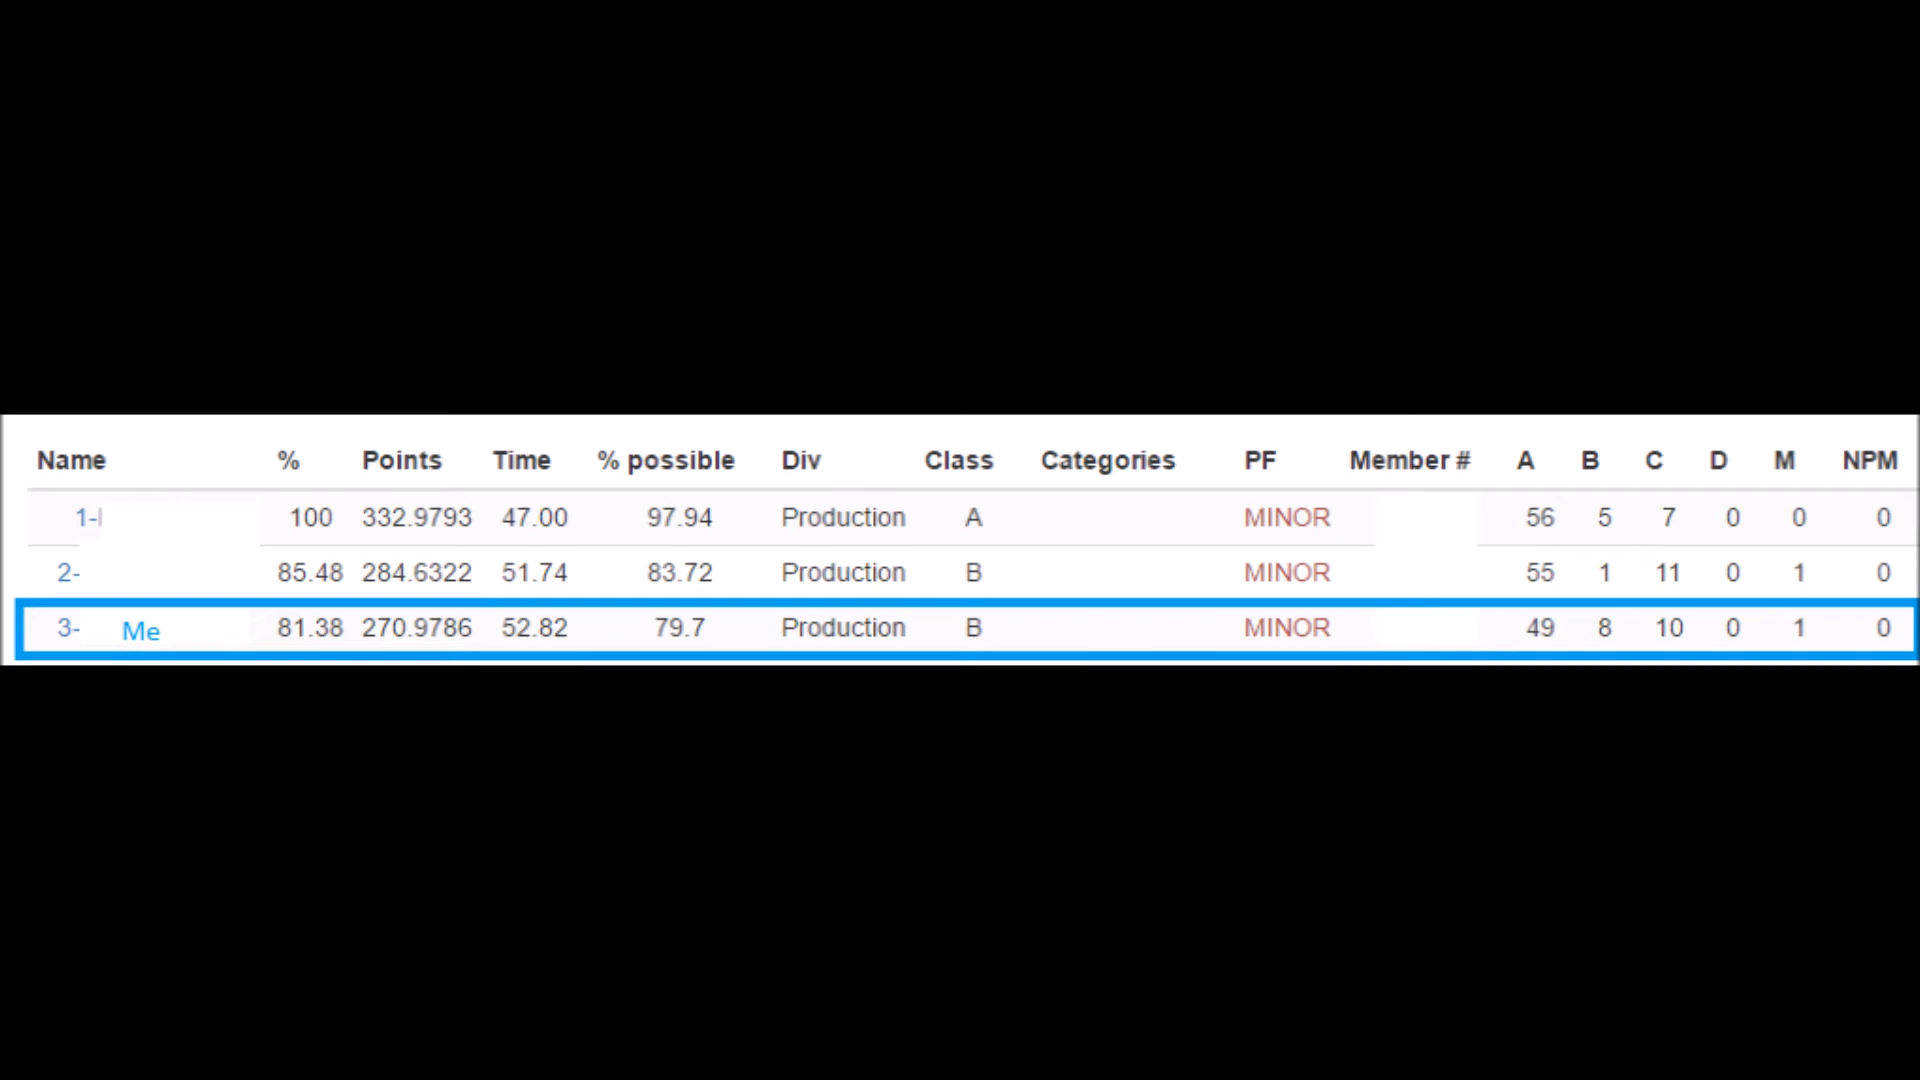 Name % Points Time % possible Div Class Categories PF Member # A B C D M NPM
1- 100 332.9793 47.00 97.94 Production A MINOR 56 5 7 0 0 0
2- 85.48 284.6322 51.74 83.72 Production B MINOR 55 1 11 0 1 0
3- Me 81.38 270.9786 52.82 79.7 Production B MINOR 49 8 10 0 1 0